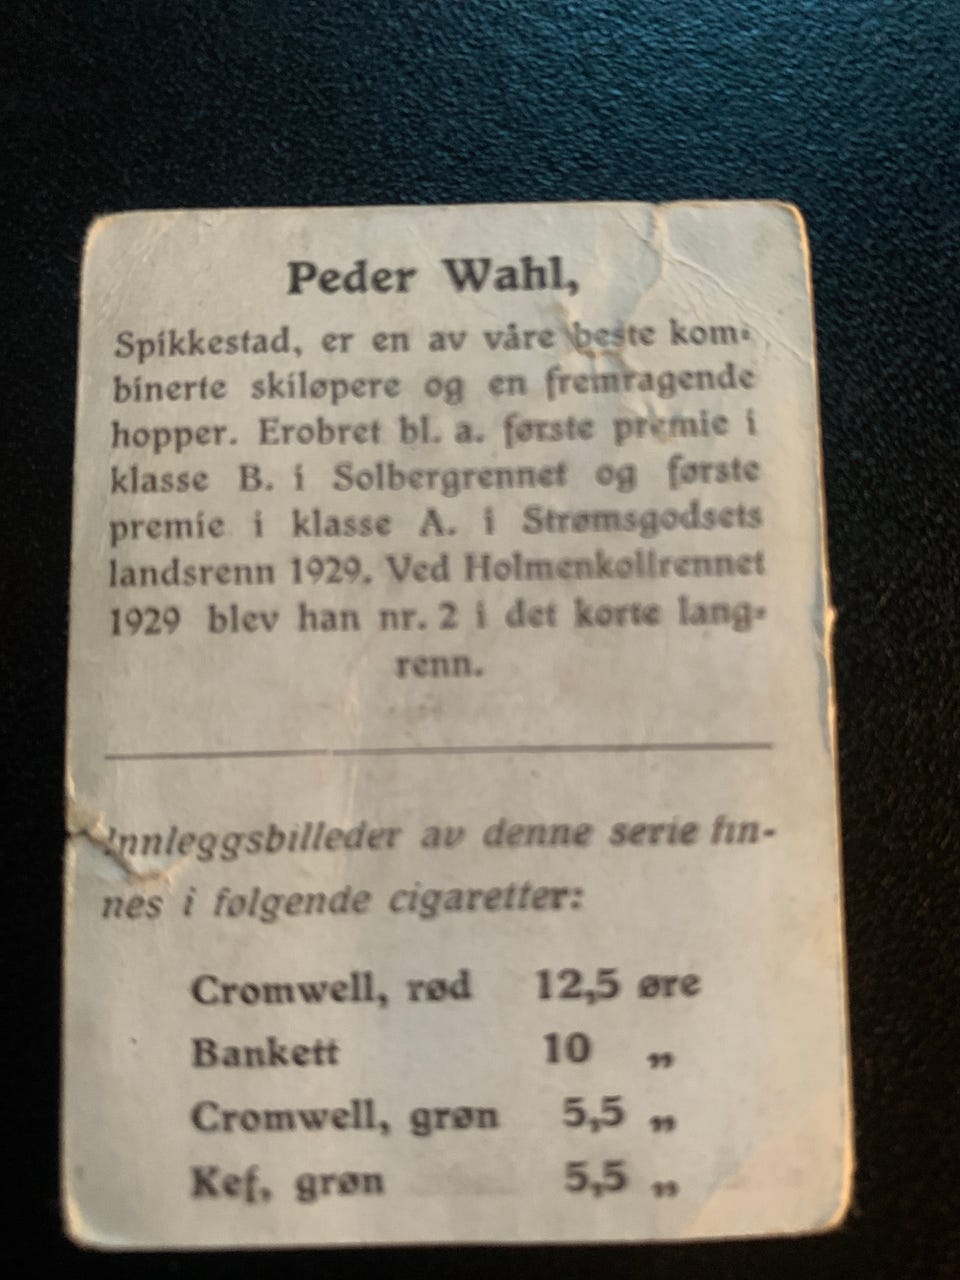 Peder Wahl,
Spikkestad, er en av våre beste kom-
binerte skiløpere og en fremragende
hopper. Erobret bl. a. første premie i
klasse B. i Solbergrennet og første
premie i klasse A. i Strømsgodsets
landsrenn 1929. Ved Holmenkollrennet
1929 blev han nr. 2 i det korte lang-
renn.
Innleggsbilleder av denne serie fin-
nes i følgende cigaretter:
Cromwell, rød 12,5 øre
Bankett 10 „
Cromwell, grøn 5,5 „
Kef, grøn 5,5 „